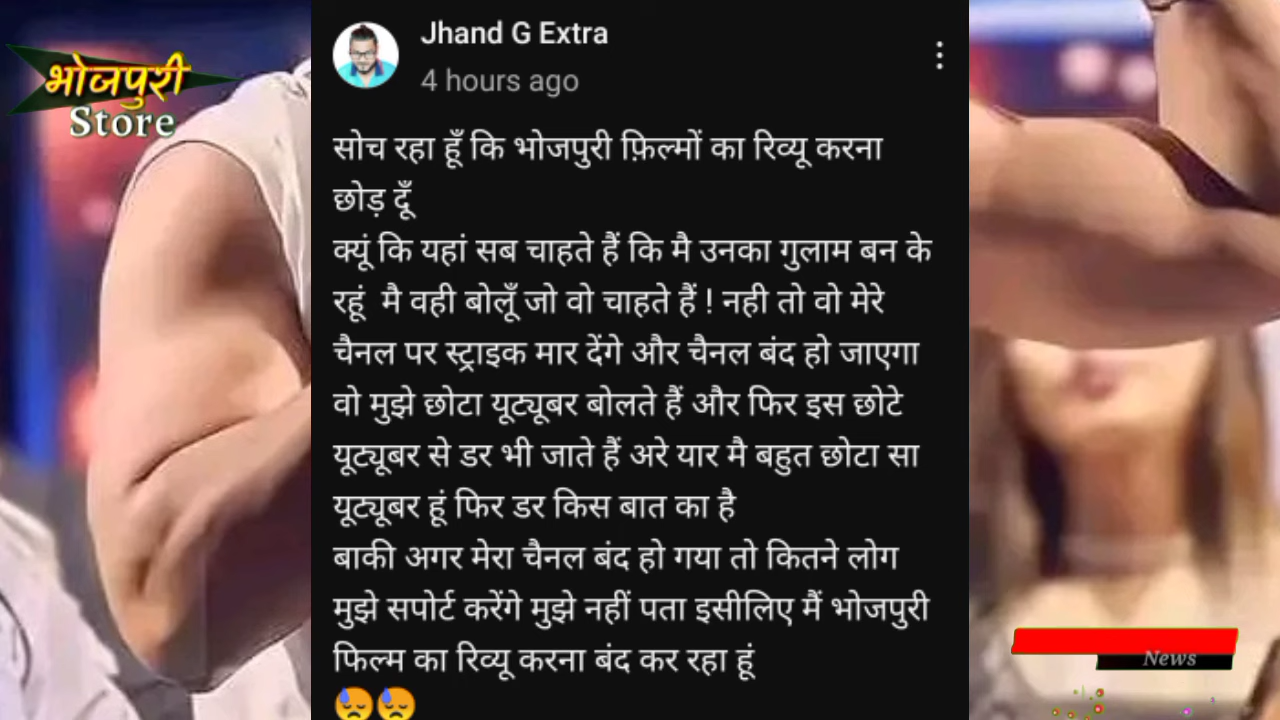 भोजपुरी
Store
Jhand G Extra
4 hours ago
सोच रहा हूँ कि भोजपुरी फ़िल्मों का रिव्यू करना
छोड़ दूँ
क्यूं कि यहां सब चाहते हैं कि मै उनका गुलाम बन के
रहूं मै वही बोलूँ जो वो चाहते हैं ! नही तो वो मेरे
चैनल पर स्ट्राइक मार देंगे और चैनल बंद हो जाएगा
वो मुझे छोटा यूट्यूबर बोलते हैं और फिर इस छोटे
यूट्यूबर से डर भी जाते हैं अरे यार मै बहुत छोटा सा
यूट्यूबर हूं फिर डर किस बात का है
बाकी अगर मेरा चैनल बंद हो गया तो कितने लोग
मुझे सपोर्ट करेंगे मुझे नहीं पता इसीलिए मैं भोजपुरी
फिल्म का रिव्यू करना बंद कर रहा हूं
😓😓
News